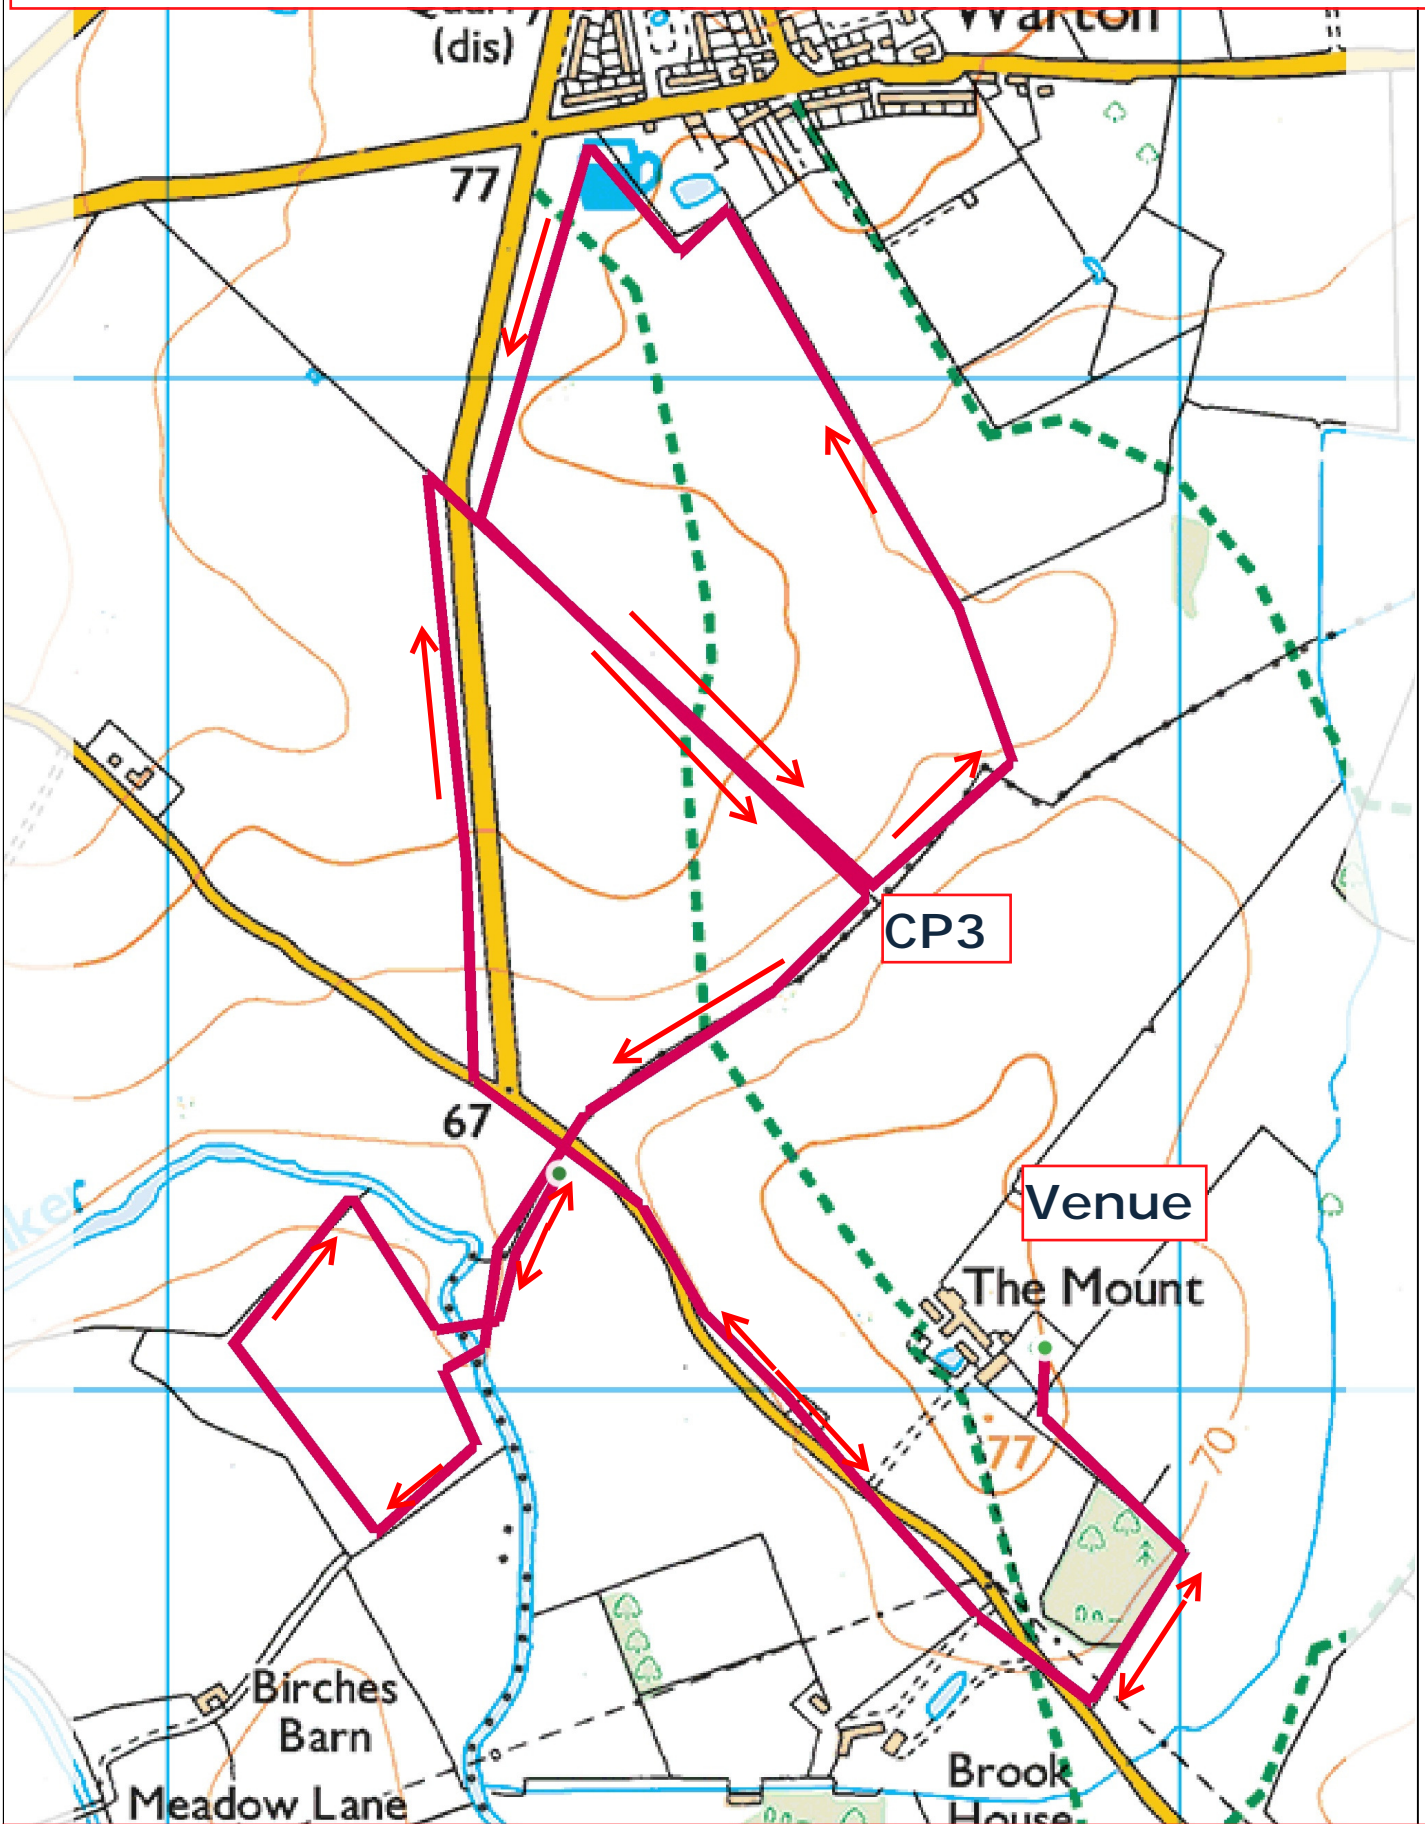 (dis)
Warton
77
CP3
67
Venue
The Mount
77
70
Birches
Barn
Meadow Lane
Brook
House